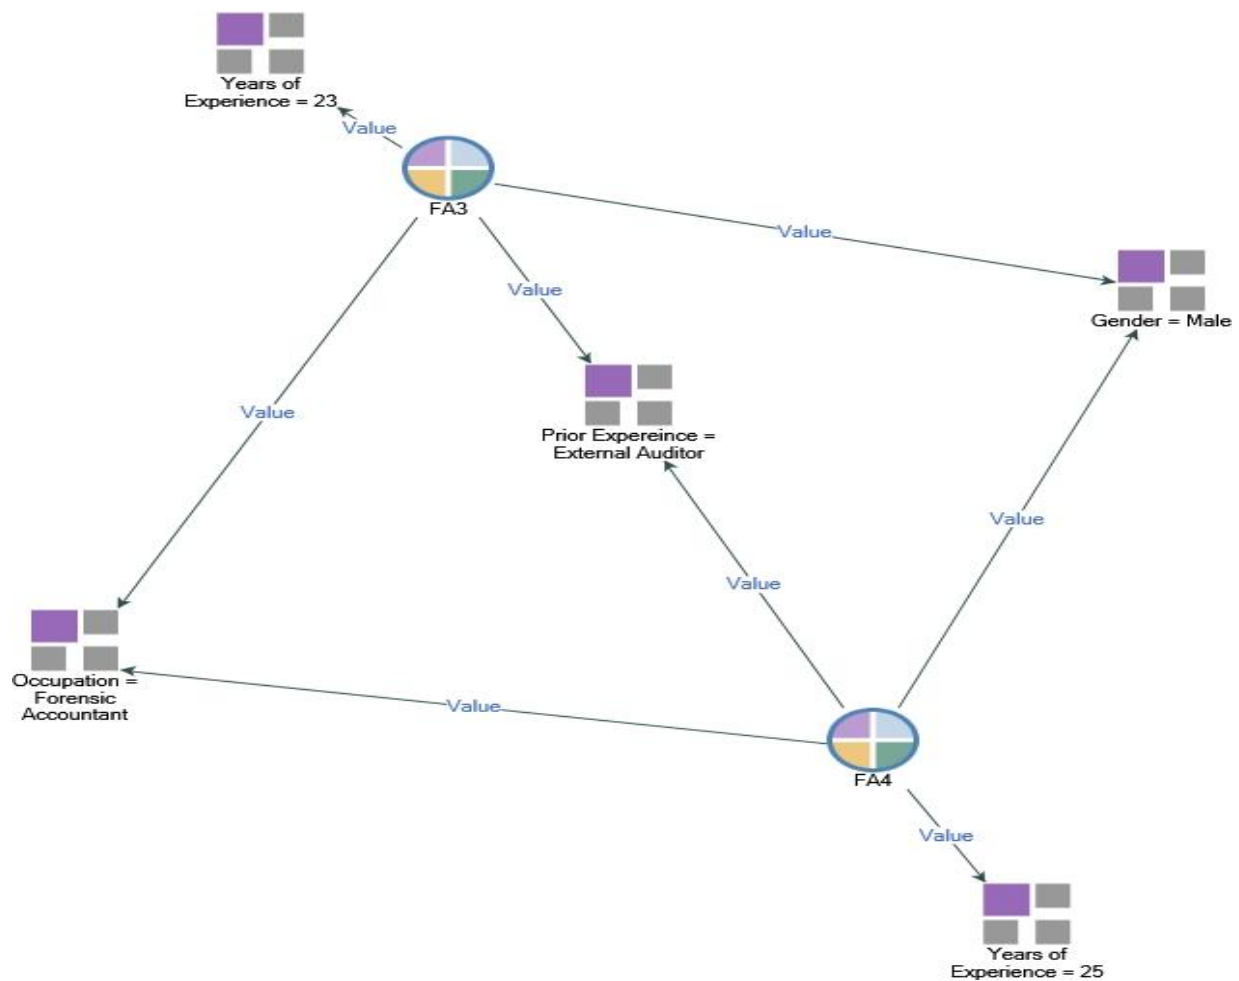 Years of
Experience = 23
Value
FA3
Value
Value
Gender = Male
Value
Prior Expereince =
External Auditor
Value
Value
Occupation =
Forensic
Accountant
Value
FA4
Value
Years of
Experience = 25